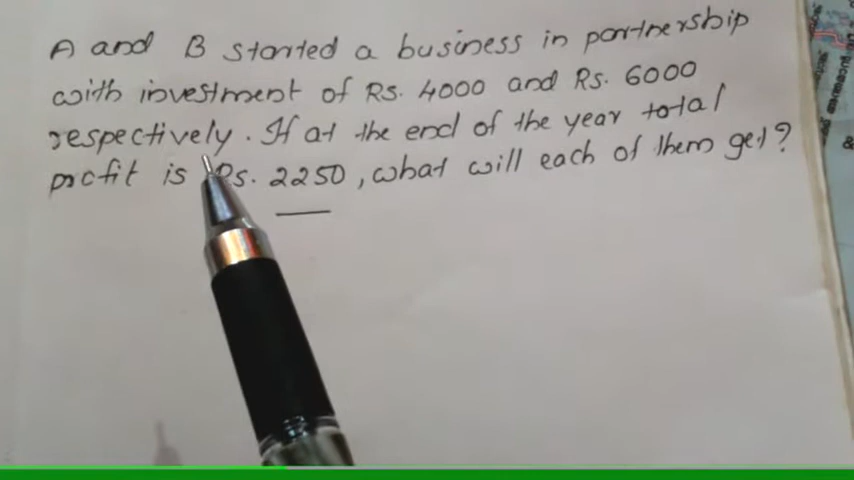 A and B started a business in partnership
with investment of Rs. 4000 and Rs. 6000
respectively. If at the end of the year total
profit is Rs. 2250, what will each of them get?